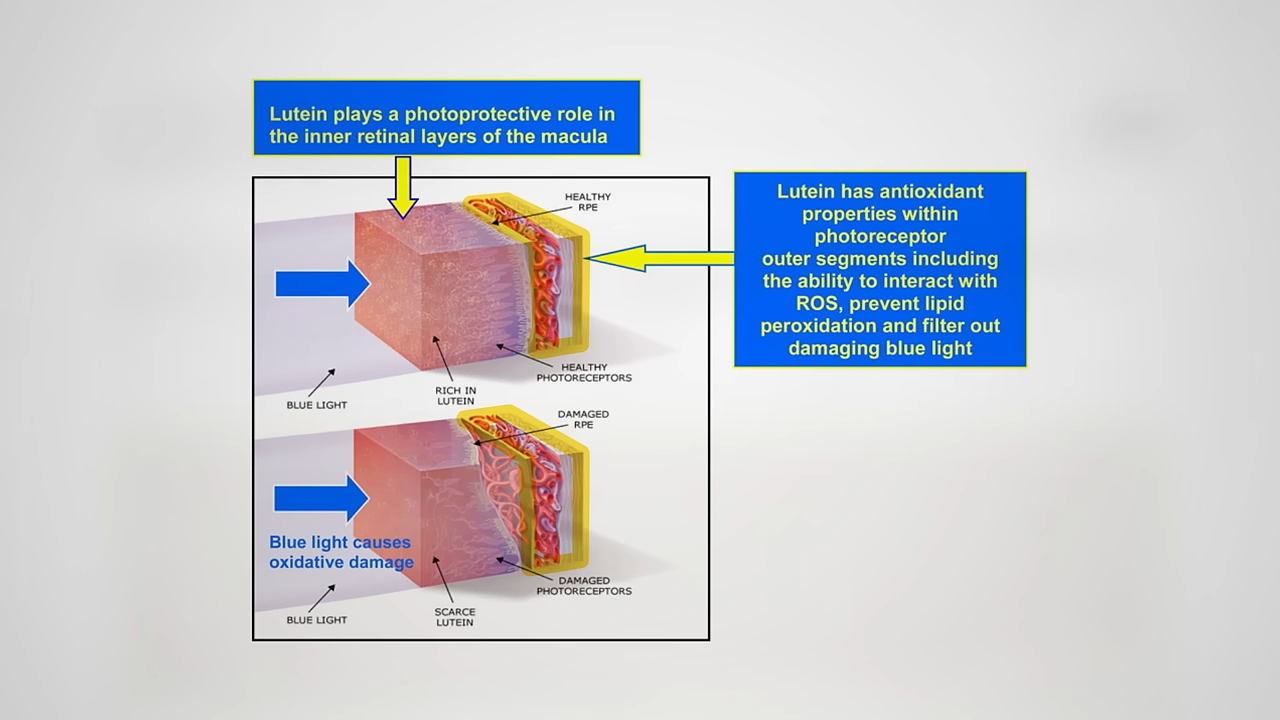 Lutein plays a photoprotective role in
the inner retinal layers of the macula
Lutein has antioxidant
properties within
photoreceptor
outer segments including
the ability to interact with
ROS, prevent lipid
peroxidation and filter out
damaging blue light
HEALTHY
RPE
HEALTHY
PHOTORECEPTORS
RICH IN
LUTEIN
BLUE LIGHT
DAMAGED
RPE
Blue light causes
oxidative damage
DAMAGED
PHOTORECEPTORS
SCARCE
LUTEIN
BLUE LIGHT